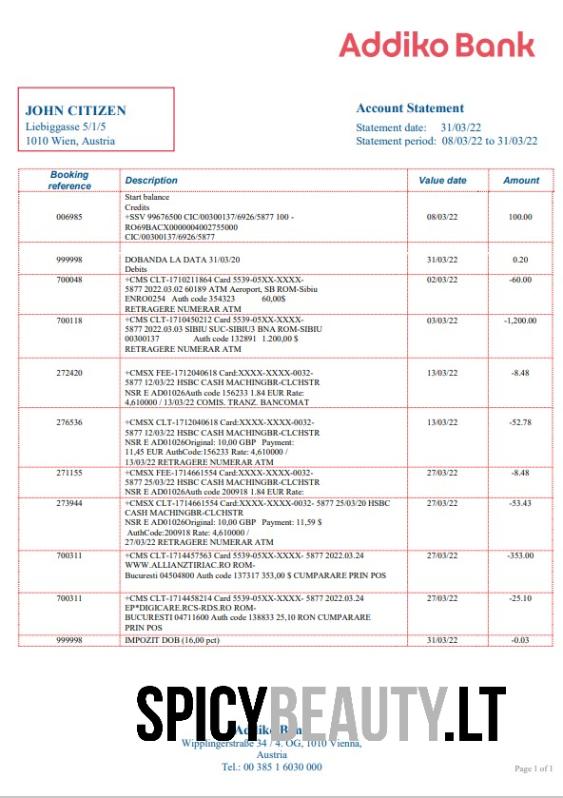 Addiko Bank
JOHN CITIZEN
Liebiggasse 5/1/5
1010 Wien, Austria
Account Statement
Statement date: 31/03/22
Statement period: 08/03/22 to 31/03/22
Booking reference Description Value date Amount
Start balance
Credits
006985 +SSV 99676500 CIC/00300137/6926/5877 100 - 08/03/22 100.00
RO69BACX0000004002755000
CIC/00300137/6926/5877
999998 DOBANDA LA DATA 31/03/20 31/03/22 0.20
Debits
700048 +CMS CLT-1710211864 Card 5539-05XX-XXXX- 02/03/22 -60.00
5877 2022.03.02 60189 ATM Aeroport, SB ROM-Sibiu
ENRO0254 Auth code 354323 60,00$
RETRAGERE NUMERAR ATM
700118 +CMS CLT-1710450212 Card 5539-05XX-XXXX- 03/03/22 -1,200.00
5877 2022.03.03 SIBIU SUC-SIBIU3 BNA ROM-SIBIU
00300137 Auth code 132891 1.200,00 $
RETRAGERE NUMERAR ATM
272420 +CMSX FEE-1712040618 Card:XXXX-XXXX-0032- 13/03/22 -8.48
5877 12/03/22 HSBC CASH MACHINGBR-CLCHSTR
NSR E AD01026Auth code 156233 1.84 EUR Rate:
4,610000 / 13/03/22 COMIS. TRANZ. BANCOMAT
276536 +CMSX CLT-1712040618 Card:XXXX-XXXX-0032- 13/03/22 -52.78
5877 12/03/22 HSBC CASH MACHINGBR-CLCHSTR
NSR E AD01026Original: 10,00 GBP Payment:
11,45 EUR AuthCode:156233 Rate: 4,610000 /
13/03/22 RETRAGERE NUMERAR ATM
271155 +CMSX FEE-1714661554 Card:XXXX-XXXX-0032- 27/03/22 -8.48
5877 25/03/22 HSBC CASH MACHINGBR-CLCHSTR
NSR E AD01026Auth code 200918 1.84 EUR Rate:
273944 +CMSX CLT-1714661554 Card:XXXX-XXXX-0032- 5877 25/03/20 HSBC 27/03/22 -53.43
CASH MACHINGBR-CLCHSTR
NSR E AD01026Original: 10,00 GBP Payment: 11,59 $
AuthCode:200918 Rate: 4,610000 /
27/03/22 RETRAGERE NUMERAR ATM
700311 +CMS CLT-1714457563 Card 5539-05XX-XXXX- 5877 2022.03.24 27/03/22 -353.00
WWW.ALLIANZTIRIAC.RO ROM-
Bucuresti 04504800 Auth code 137317 353,00 $ CUMPARARE PRIN POS
700311 +CMS CLT-1714458214 Card 5539-05XX-XXXX- 5877 2022.03.24 27/03/22 -25.10
EP*DIGICARE.RCS-RDS.RO ROM-
BUCURESTI 04711600 Auth code 138833 25,10 RON CUMPARARE
PRIN POS
999998 IMPOZIT DOB (16,00 pct) 31/03/22 -0.03
SPICYBEAUTY.LT
Addiko Bank
Wipplingerstraße 34 / 4. OG, 1010 Vienna,
Austria
Tel.: 00 385 1 6030 000
Page 1 of 1